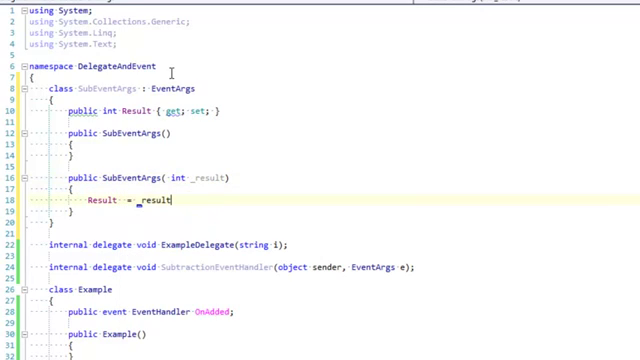 1 using System;
2 using System.Collections.Generic;
3 using System.Linq;
4 using System.Text;
5
6 namespace DelegateAndEvent
7 {
8 class SubEventArgs : EventArgs
9 {
10 public int Result { get; set; }
11
12 public SubEventArgs()
13 {
14 }
15
16 public SubEventArgs( int _result)
17 {
18 Result = _result
19 }
20 }
21
22 internal delegate void ExampleDelegate(string i);
23
24 internal delegate void SubtractionEventHandler(object sender, EventArgs e);
25
26 class Example
27 {
28 public event EventHandler OnAdded;
29
30 public Example()
31 {
32 }